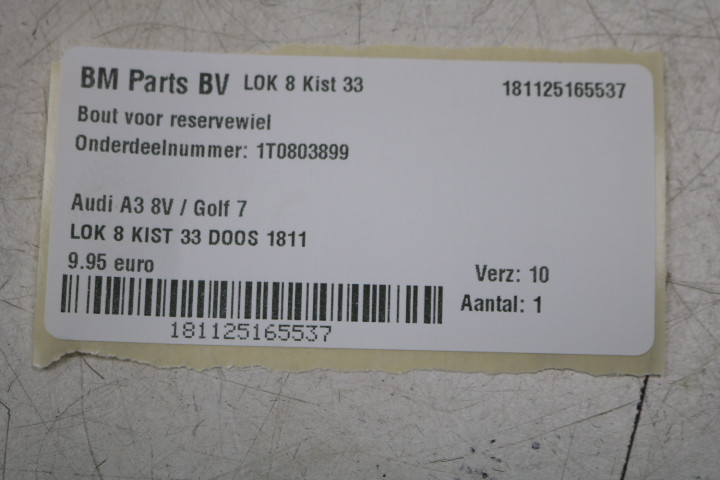 BM Parts BV LOK 8 Kist 33 181125165537
Bout voor reservewiel
Onderdeelnummer: 1T0803899
Audi A3 8V / Golf 7
LOK 8 KIST 33 DOOS 1811
9.95 euro
Verz: 10
Aantal: 1
181125165537